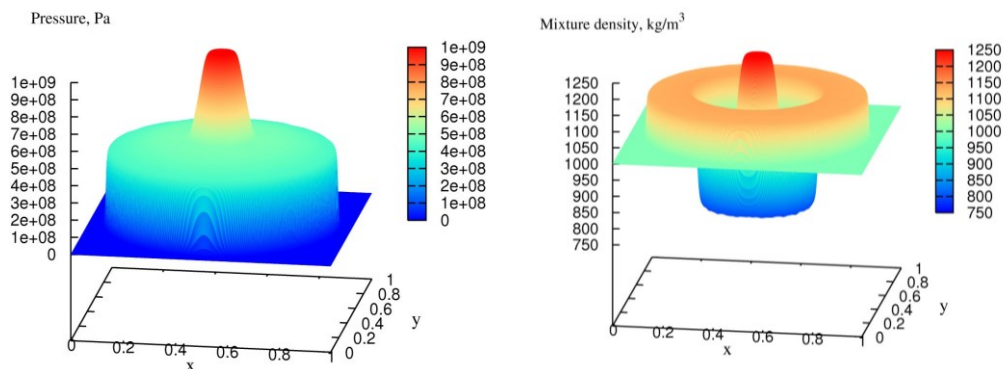 Pressure, Pa
1e+09
9e+08
8e+08
7e+08
6e+08
5e+08
4e+08
3e+08
2e+08
1e+08
0
1e+09
9e+08
8e+08
7e+08
6e+08
5e+08
4e+08
3e+08
2e+08
1e+08
0
0 0.2 0.4 0.6 0.8 1
x
0 0.2 0.4 0.6 0.8 1
y
Mixture density, kg/m³
1250
1200
1150
1100
1050
1000
950
900
850
800
750
1250
1200
1150
1100
1050
1000
950
900
850
800
750
0 0.2 0.4 0.6 0.8 1
x
0 0.2 0.4 0.6 0.8 1
y